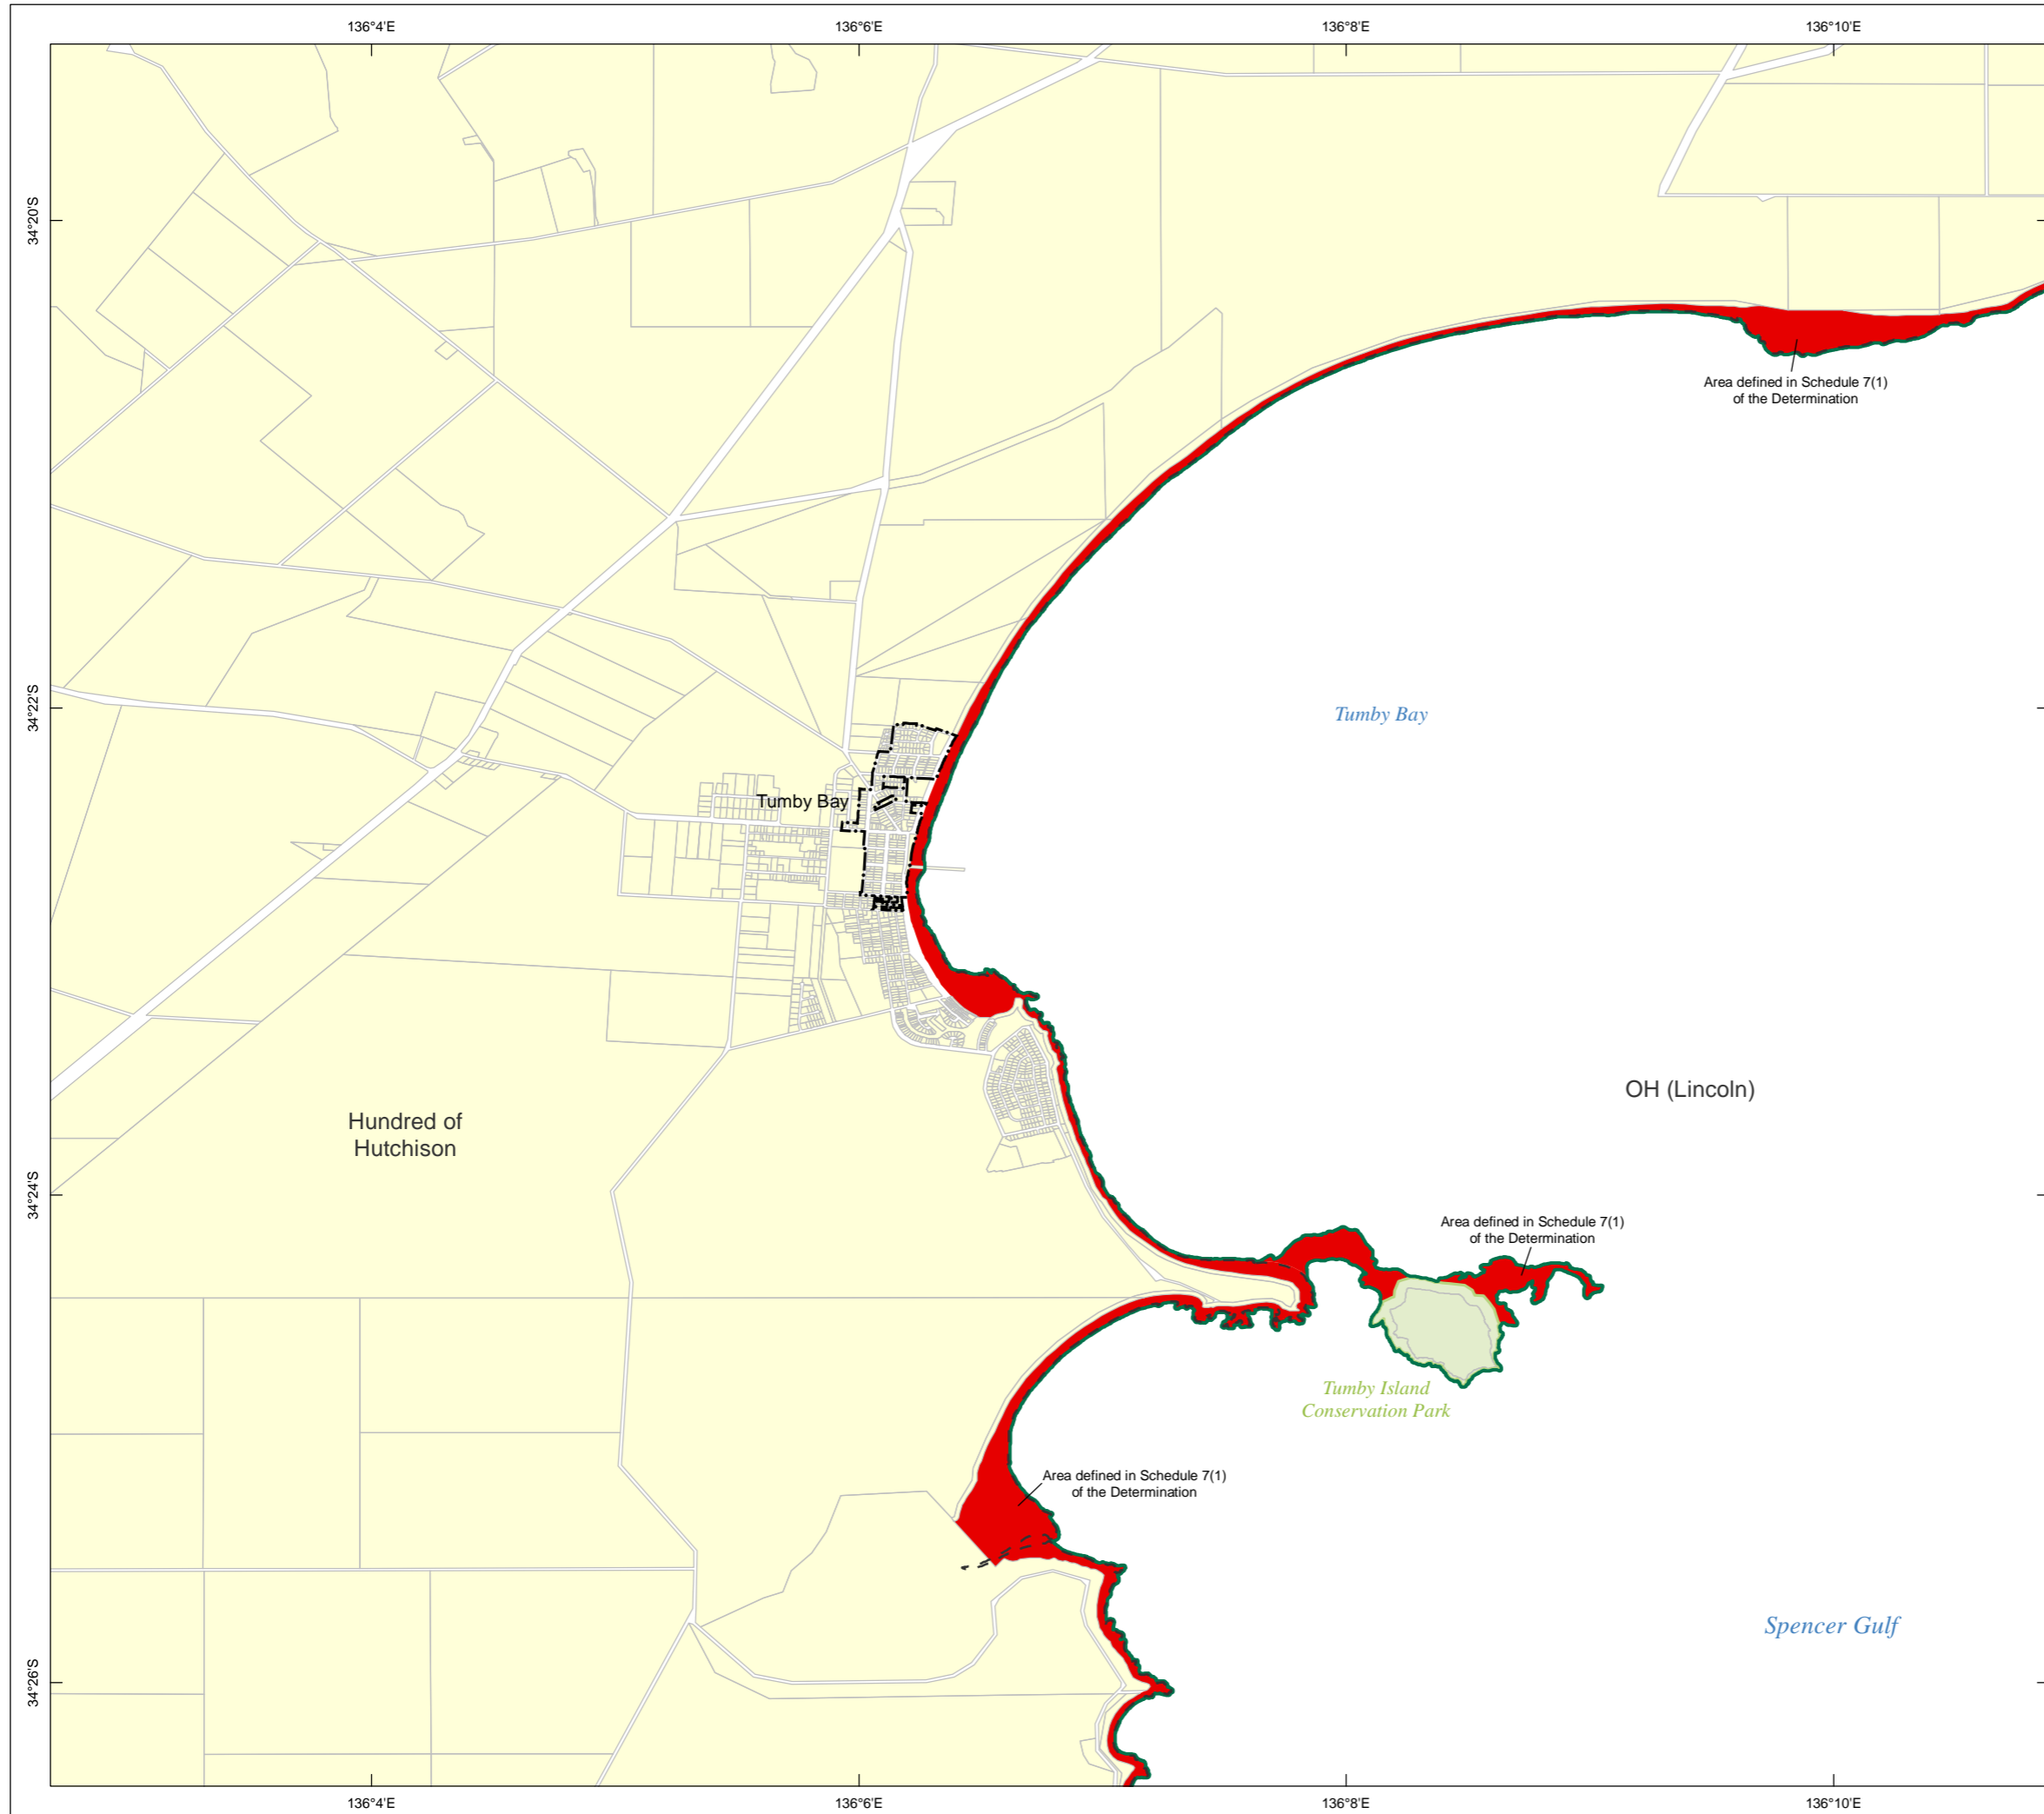 136°4'E
136°6'E
136°8'E
136°10'E
34°20'S
Area defined in Schedule 7(1)
of the Determination
34°22'S
Tumby Bay
Tumby Bay
OH (Lincoln)
Hundred of
Hutchison
34°24'S
Area defined in Schedule 7(1)
of the Determination
Tumby Island
Conservation Park
Area defined in Schedule 7(1)
of the Determination
Spencer Gulf
34°26'S
136°4'E
136°6'E
136°8'E
136°10'E